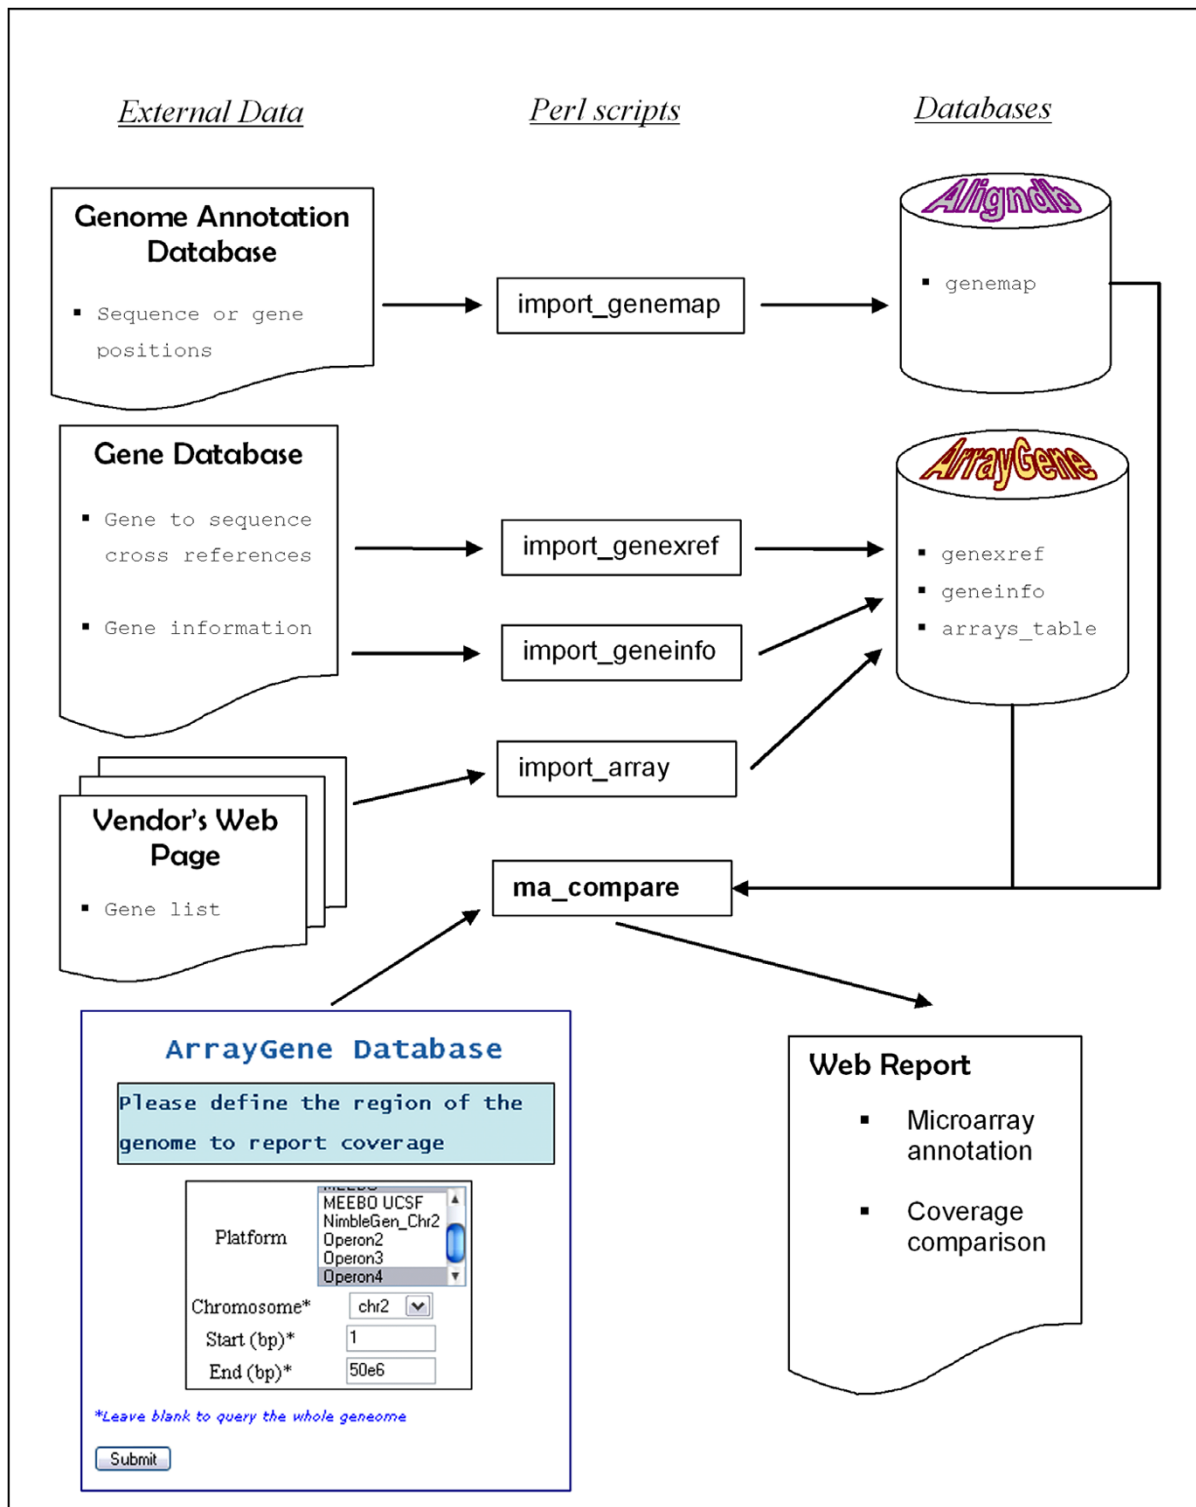 External Data
Perl scripts
Databases
Genome Annotation
Database
▪ Sequence or gene
positions
import_genemap
Aligndb
▪ genemap
Gene Database
▪ Gene to sequence
cross references
▪ Gene information
import_genexref
import_geneinfo
ArrayGene
▪ genexref
▪ geneinfo
▪ arrays_table
Vendor's Web
Page
▪ Gene list
import_array
ma_compare
ArrayGene Database
Please define the region of the
genome to report coverage
Platform
MEEBO
MEEBO UCSF
NimbleGen_Chr2
Operon2
Operon3
Operon4
Chromosome* chr2
Start (bp)* 1
End (bp)* 50e6
*Leave blank to query the whole geneome
Submit
Web Report
▪ Microarray
annotation
▪ Coverage
comparison